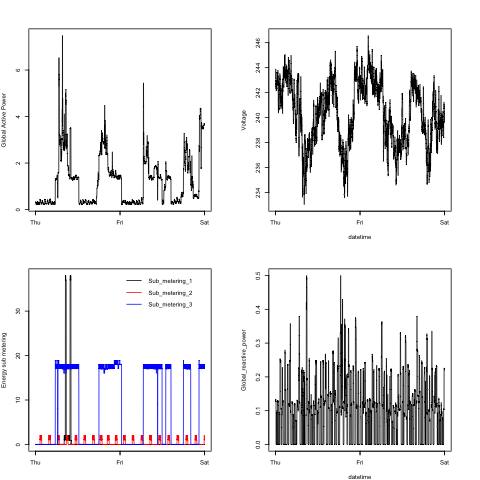 Global Active Power
0 2 4 6
Thu Fri Sat
Voltage
234 236 238 240 242 244 246
Thu Fri Sat
datetime
Energy sub metering
0 10 20 30
Sub_metering_1
Sub_metering_2
Sub_metering_3
Thu Fri Sat
Global_reactive_power
0.0 0.1 0.2 0.3 0.4 0.5
Thu Fri Sat
datetime